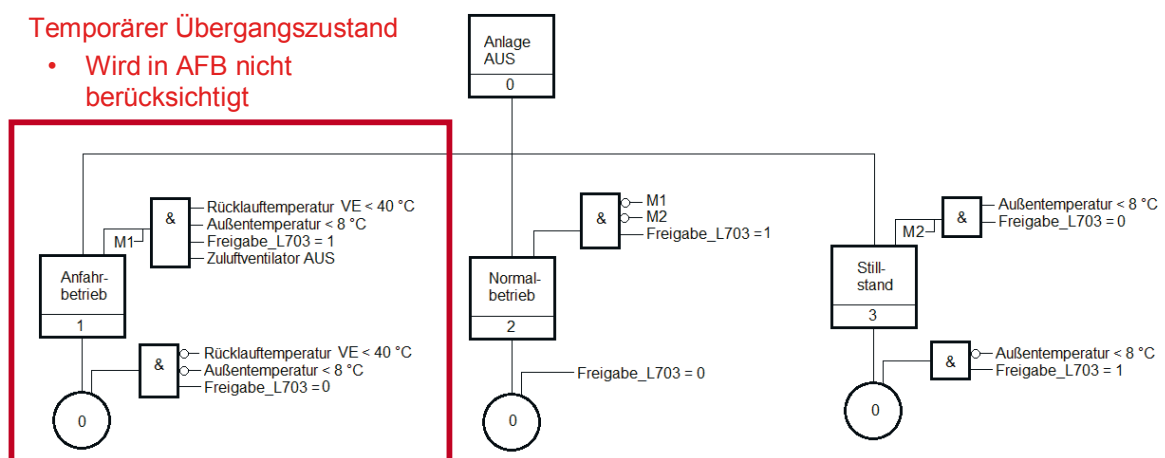 Temporärer Übergangszustand
• Wird in AFB nicht
berücksichtigt
Anlage
AUS
0
&
Rücklauftemperatur VE < 40 °C
Außentemperatur < 8 °C
Freigabe_L703 = 1
Zuluftventilator AUS
M1
Anfahr-
betrieb
1
&
Rücklauftemperatur VE < 40 °C
Außentemperatur < 8 °C
Freigabe_L703 = 0
0
&
M1
M2
Freigabe_L703 = 1
Normal-
betrieb
2
Freigabe_L703 = 0
0
&
Außentemperatur < 8 °C
Freigabe_L703 = 0
M2
Still-
stand
3
&
Außentemperatur < 8 °C
Freigabe_L703 = 1
0